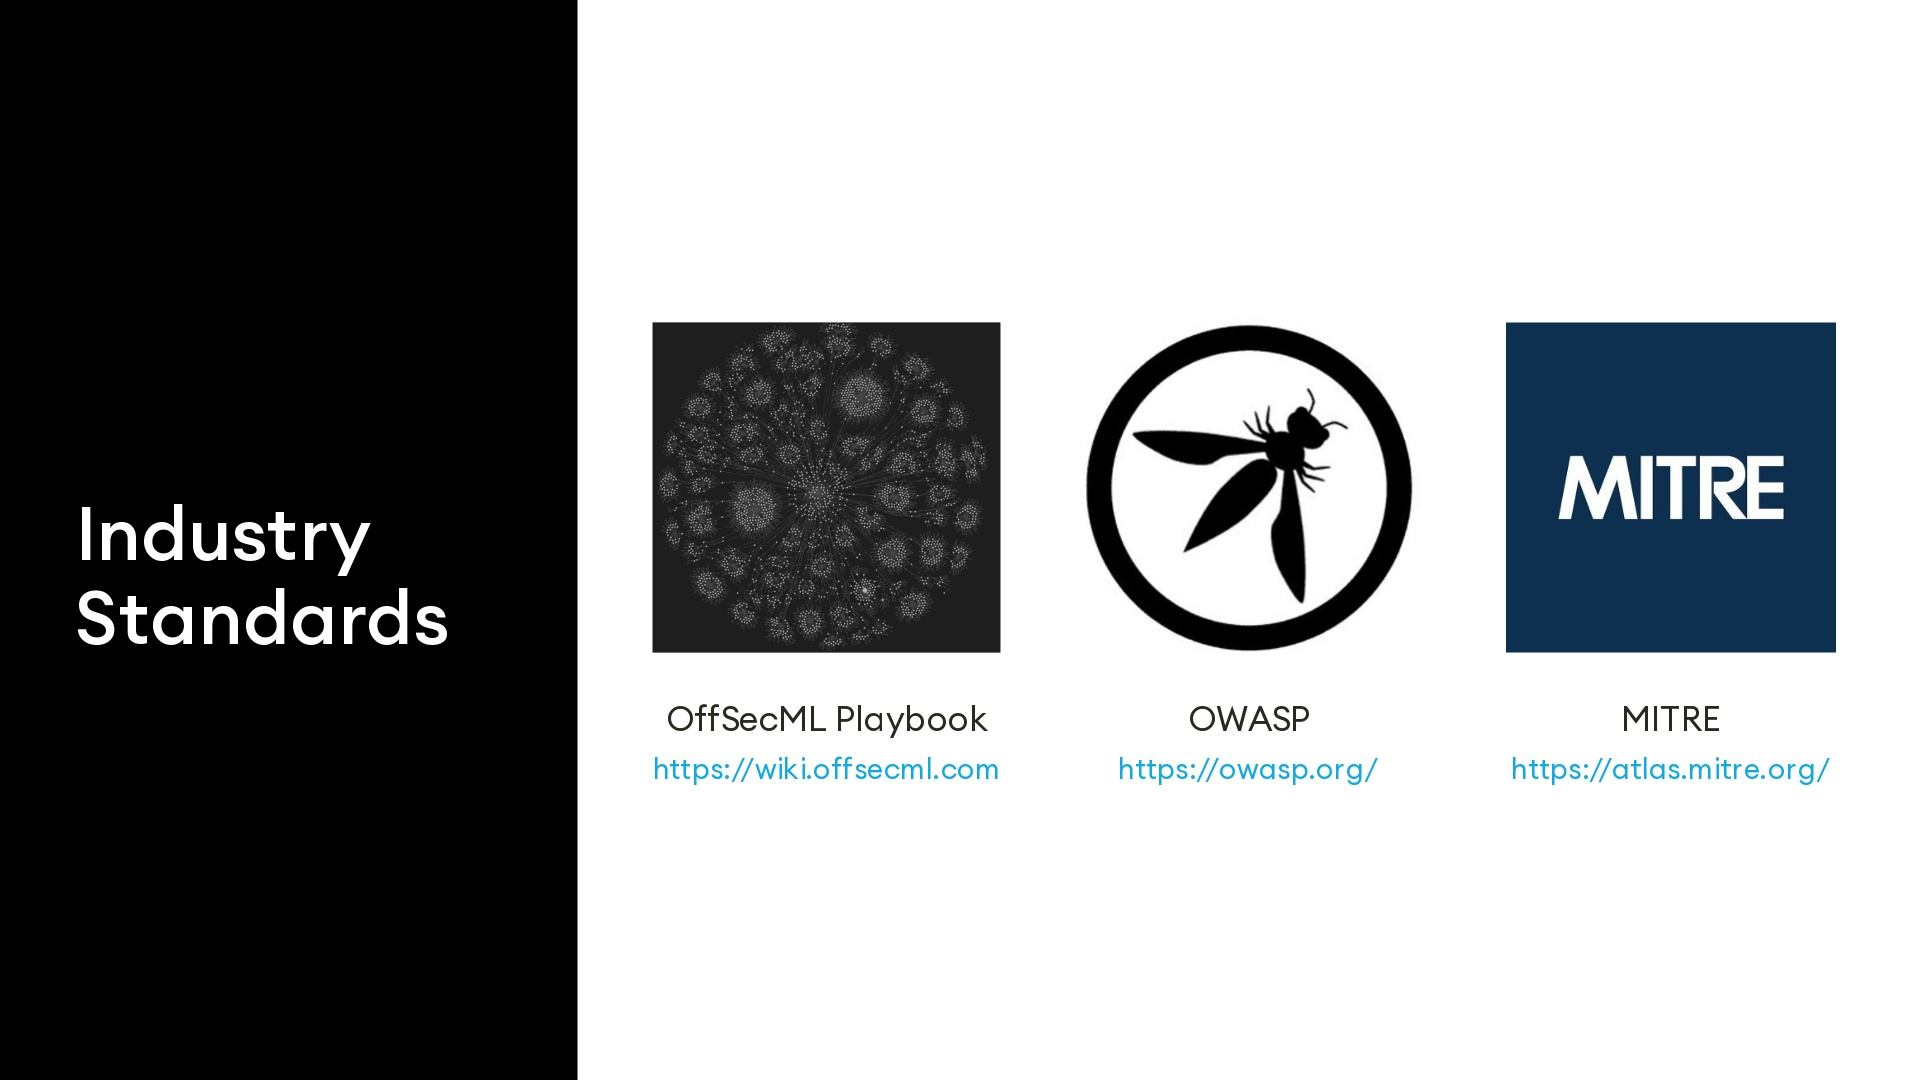 Industry
Standards
MITRE
OffSecML Playbook
https://wiki.offsecml.com
OWASP
https://owasp.org/
MITRE
https://atlas.mitre.org/